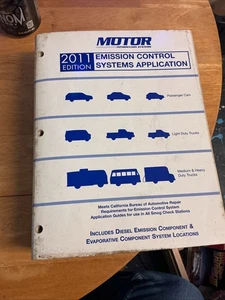 MOTOR
INFORMATION SYSTEMS
2011
EDITION
EMISSION CONTROL
SYSTEMS APPLICATION
Passenger Cars
Light Duty Trucks
Medium & Heavy
Duty Trucks
Meets California Bureau of Automotive Repair
Requirements for Emission Control System
Application Guides for use in All Smog Check Stations
INCLUDES DIESEL EMISSION COMPONENT &
EVAPORATIVE COMPONENT SYSTEM LOCATIONS